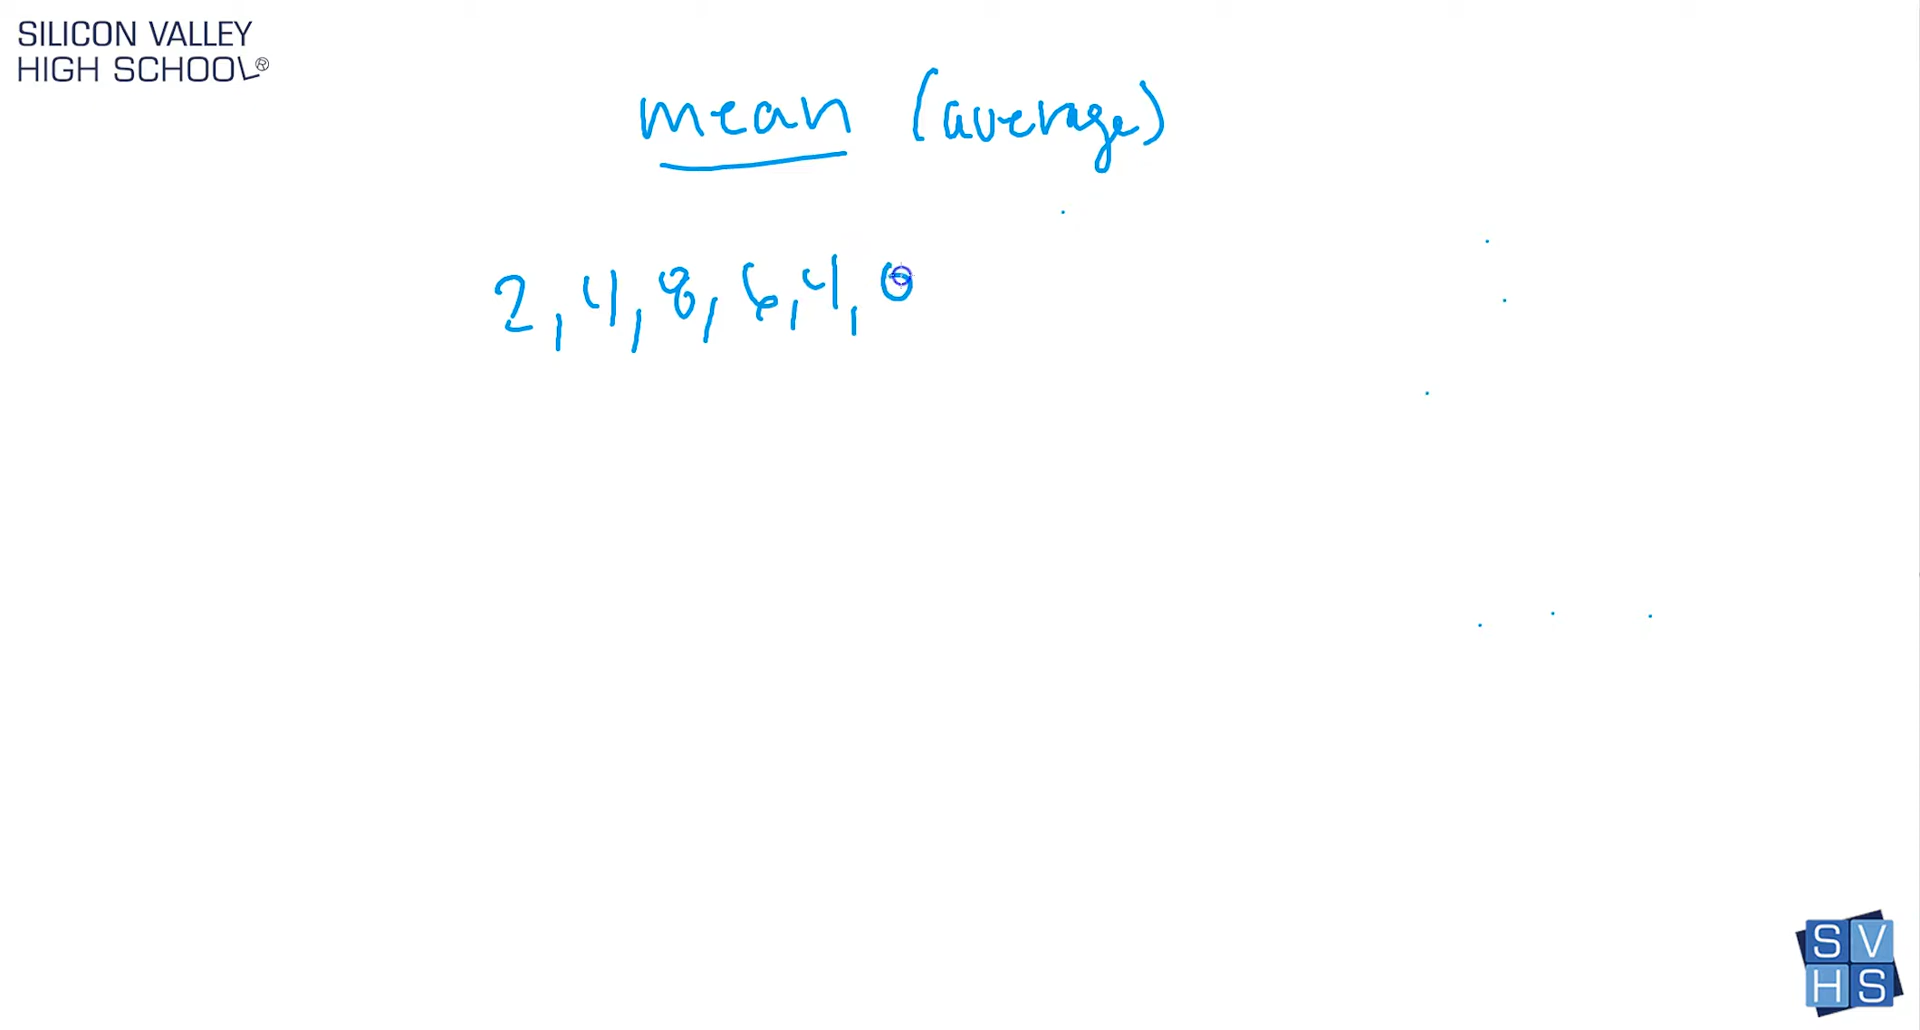 SILICON VALLEY
HIGH SCHOOL®
mean (average)
2, 4, 8, 6, 4, 0
S V
H S